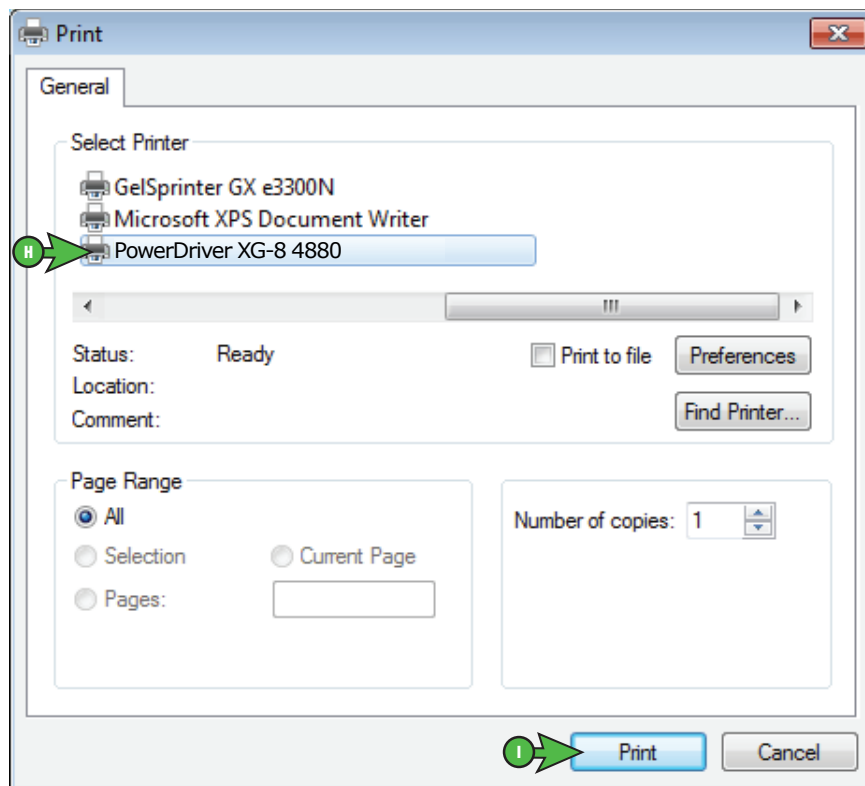 Print
General
Select Printer
GelSprinter GX e3300N
Microsoft XPS Document Writer
H
PowerDriver XG-8 4880
Status: Ready
Print to file
Preferences
Location:
Comment:
Find Printer...
Page Range
All
Selection
Current Page
Pages:
Number of copies: 1
I
Print
Cancel